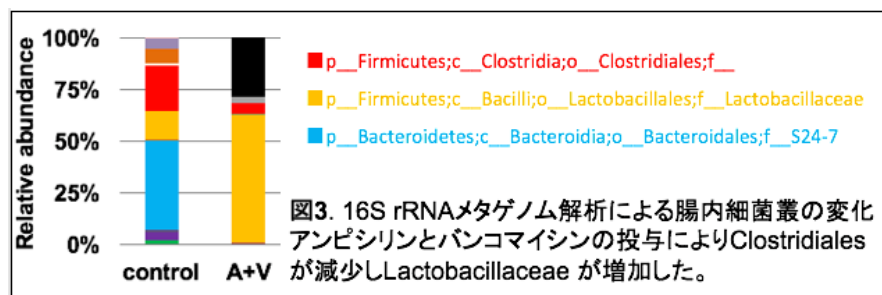 100%
75%
50%
25%
0%
Relative abundance
control
A+V
p__Firmicutes;c__Clostridia;o__Clostridiales;f__
p__Firmicutes;c__Bacilli;o__Lactobacillales;f__Lactobacillaceae
p__Bacteroidetes;c__Bacteroidia;o__Bacteroidales;f__S24-7
図3. 16S rRNAメタゲノム解析による腸内細菌叢の変化
アンピシリンとバンコマイシンの投与によりClostridiales
が減少しLactobacillaceae が増加した。